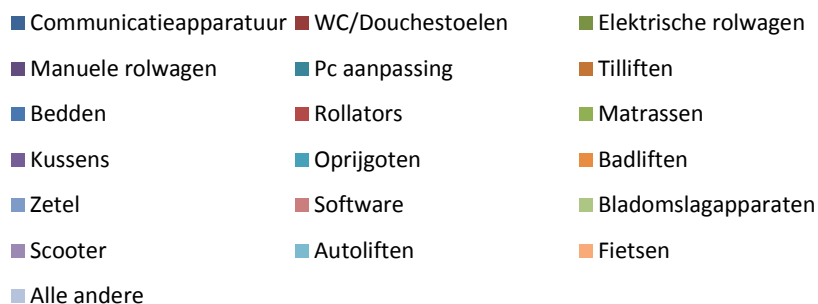 Communicatieapparatuur WC/Douchestoelen Elektrische rolwagen
Manuele rolwagen Pc aanpassing Tilliften
Bedden Rollators Matrassen
Kussens Oprijgoten Badliften
Zetel Software Bladomslagapparaten
Scooter Autoliften Fietsen
Alle andere